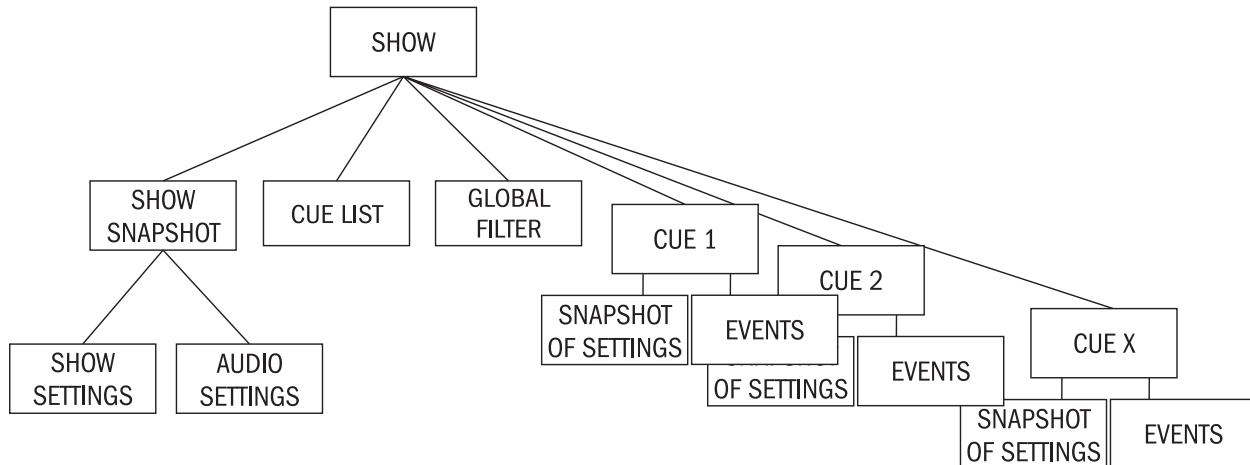 SHOW
SHOW
SNAPSHOT
CUE LIST
GLOBAL
FILTER
CUE 1
CUE 2
CUE X
SNAPSHOT
OF SETTINGS
EVENTS
SNAPSHOT
OF SETTINGS
EVENTS
SNAPSHOT
OF SETTINGS
EVENTS
SHOW
SETTINGS
AUDIO
SETTINGS